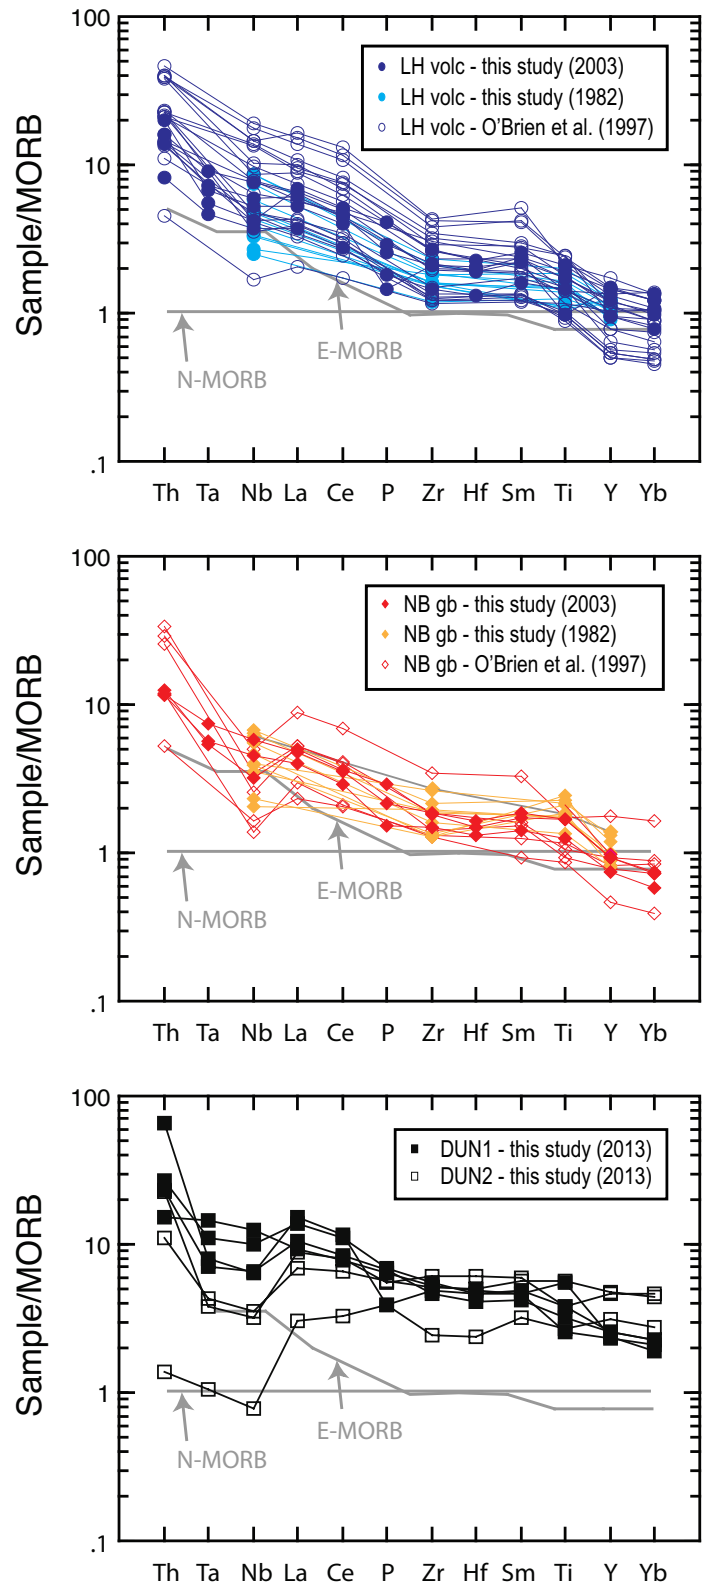 100
LH volc - this study (2003)
LH volc - this study (1982)
LH volc - O'Brien et al. (1997)
10
Sample/MORB
1
E-MORB
N-MORB
.1
Th Ta Nb La Ce P Zr Hf Sm Ti Y Yb
100
NB gb - this study (2003)
NB gb - this study (1982)
NB gb - O'Brien et al. (1997)
10
Sample/MORB
1
E-MORB
N-MORB
.1
Th Ta Nb La Ce P Zr Hf Sm Ti Y Yb
100
DUN1 - this study (2013)
DUN2 - this study (2013)
10
Sample/MORB
1
E-MORB
N-MORB
.1
Th Ta Nb La Ce P Zr Hf Sm Ti Y Yb